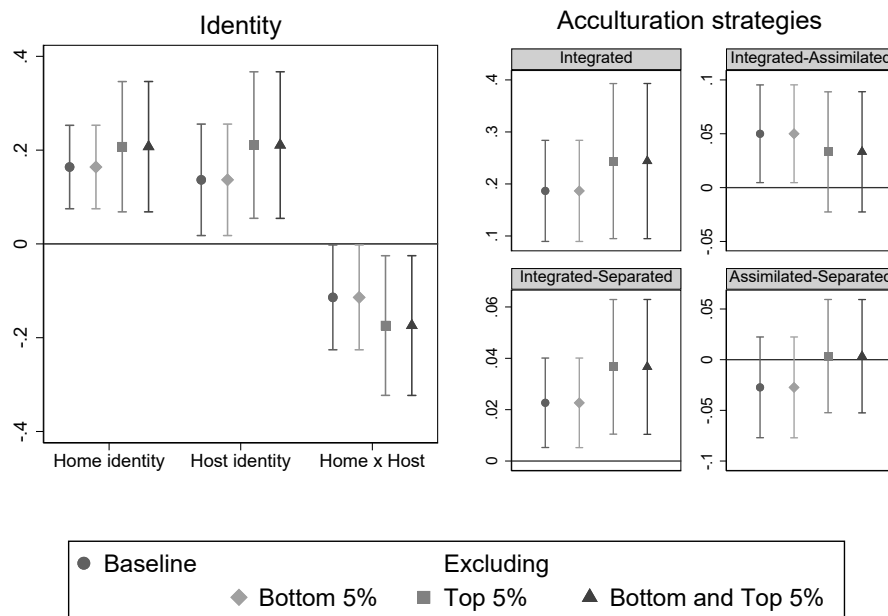 Identity
.4
.2
0
-.2
-.4
Home identity Host identity Home x Host
Acculturation strategies
Integrated
.4
.3
.2
.1
Integrated-Assimilated
.1
.05
0
-.05
Integrated-Separated
.06
.04
.02
0
Assimilated-Separated
.05
0
-.05
-.1
Baseline Excluding
Bottom 5% Top 5% Bottom and Top 5%